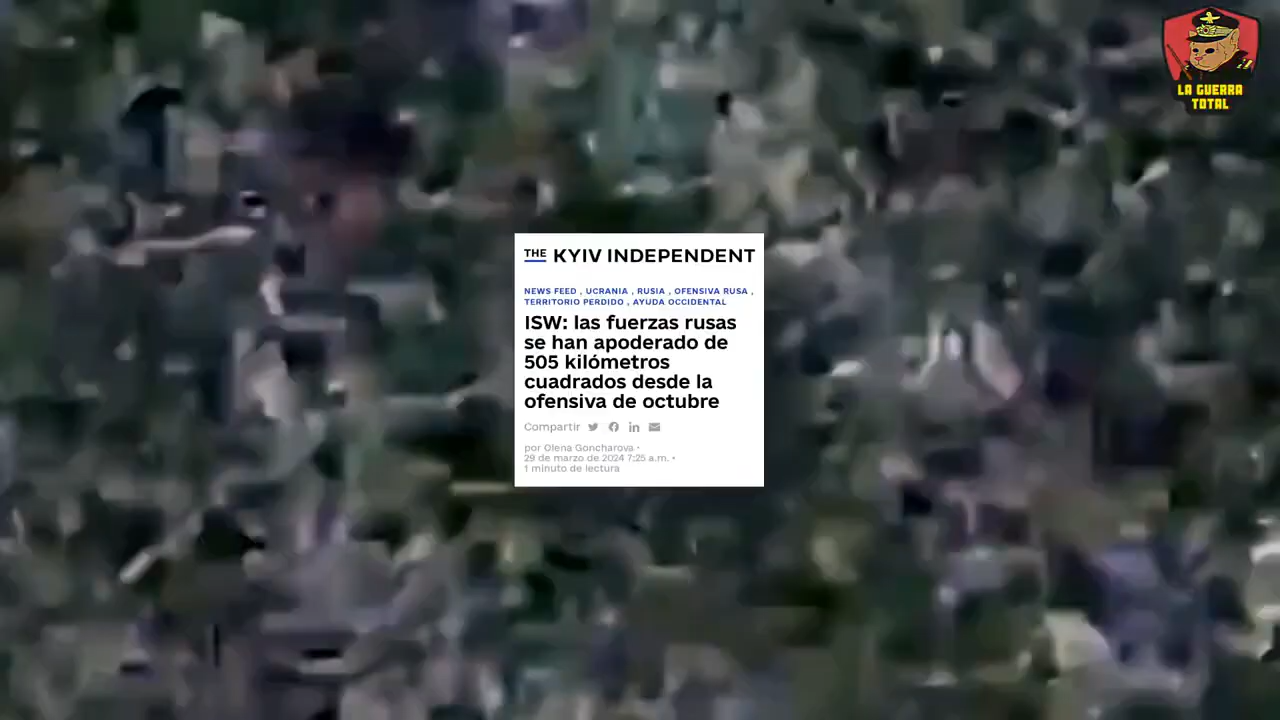 LA GUERRA
TOTAL
THE KYIV INDEPENDENT
NEWS FEED , UCRANIA , RUSIA , OFENSIVA RUSA ,
TERRITORIO PERDIDO , AYUDA OCCIDENTAL
ISW: las fuerzas rusas
se han apoderado de
505 kilómetros
cuadrados desde la
ofensiva de octubre
Compartir
por Olena Goncharova •
29 de marzo de 2024 7:25 a.m. •
1 minuto de lectura